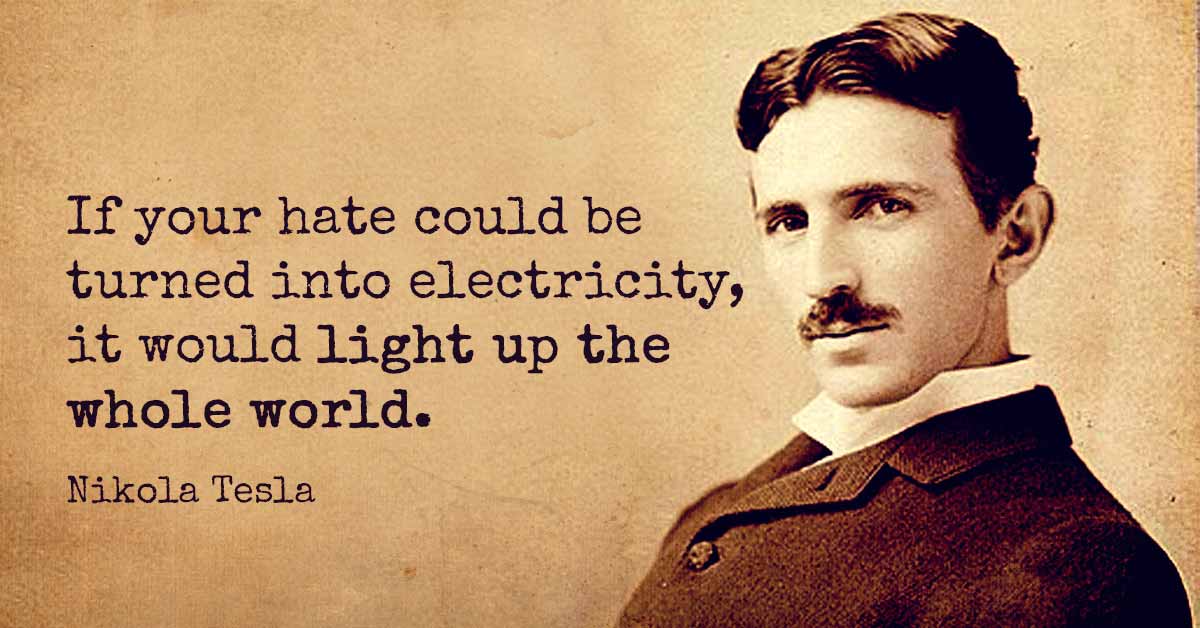 If your hate could be
turned into electricity,
it would light up the
whole world.
Nikola Tesla